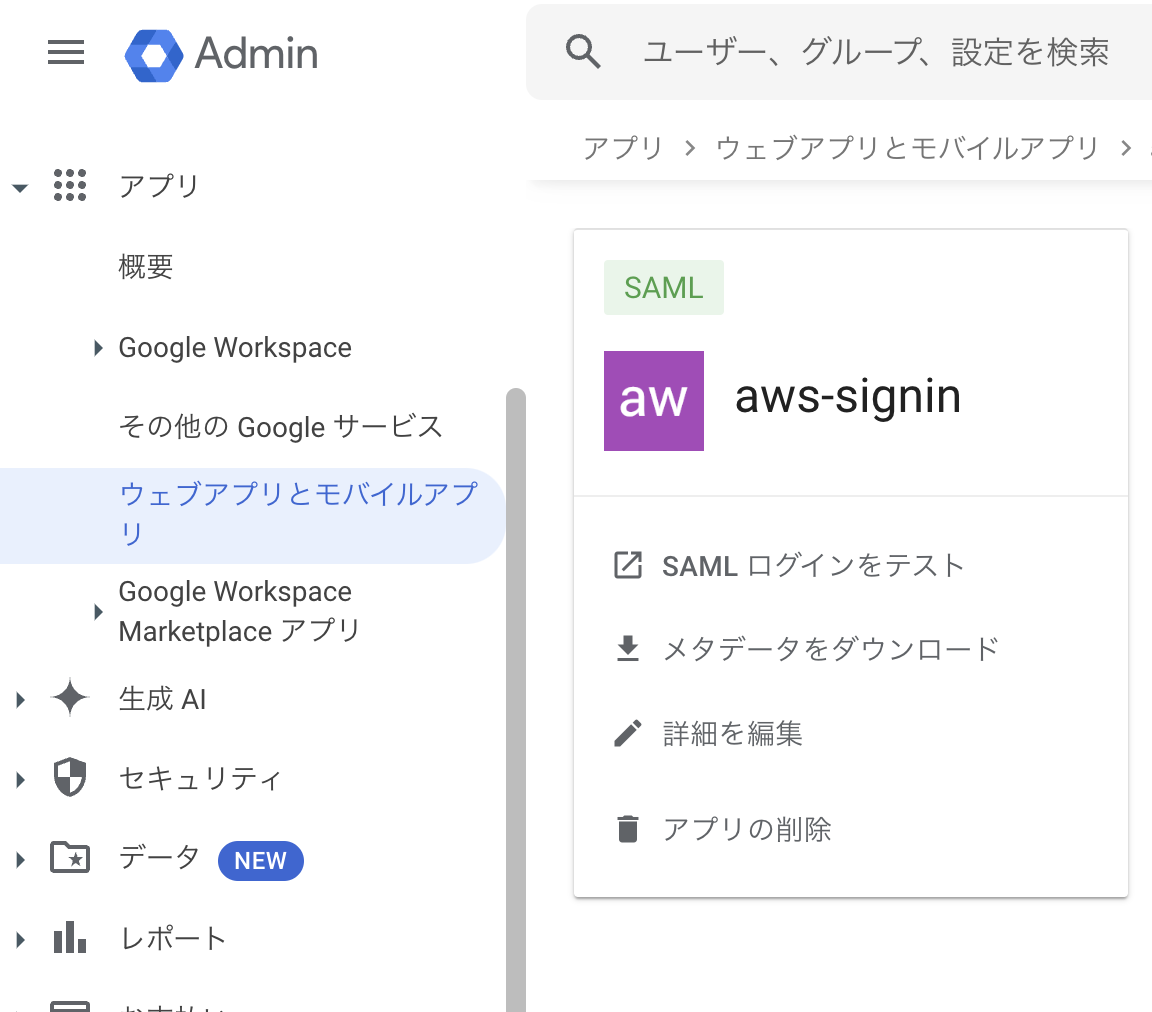 Admin
ユーザー、グループ、設定を検索
アプリ
概要
Google Workspace
その他の Google サービス
ウェブアプリとモバイルアプ
リ
Google Workspace
Marketplace アプリ
生成 AI
セキュリティ
データ NEW
レポート
アプリ > ウェブアプリとモバイルアプリ >
SAML
aw aws-signin
SAML ログインをテスト
メタデータをダウンロード
詳細を編集
アプリの削除